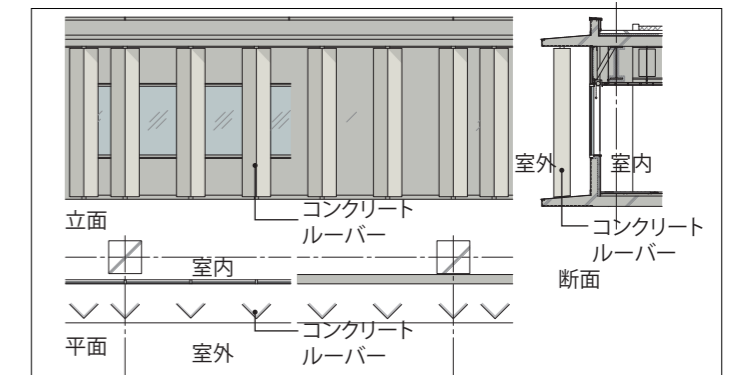 室外
室内
立面
コンクリート
ルーバー
コンクリート
ルーバー
断面
室内
平面
室外
コンクリート
ルーバー